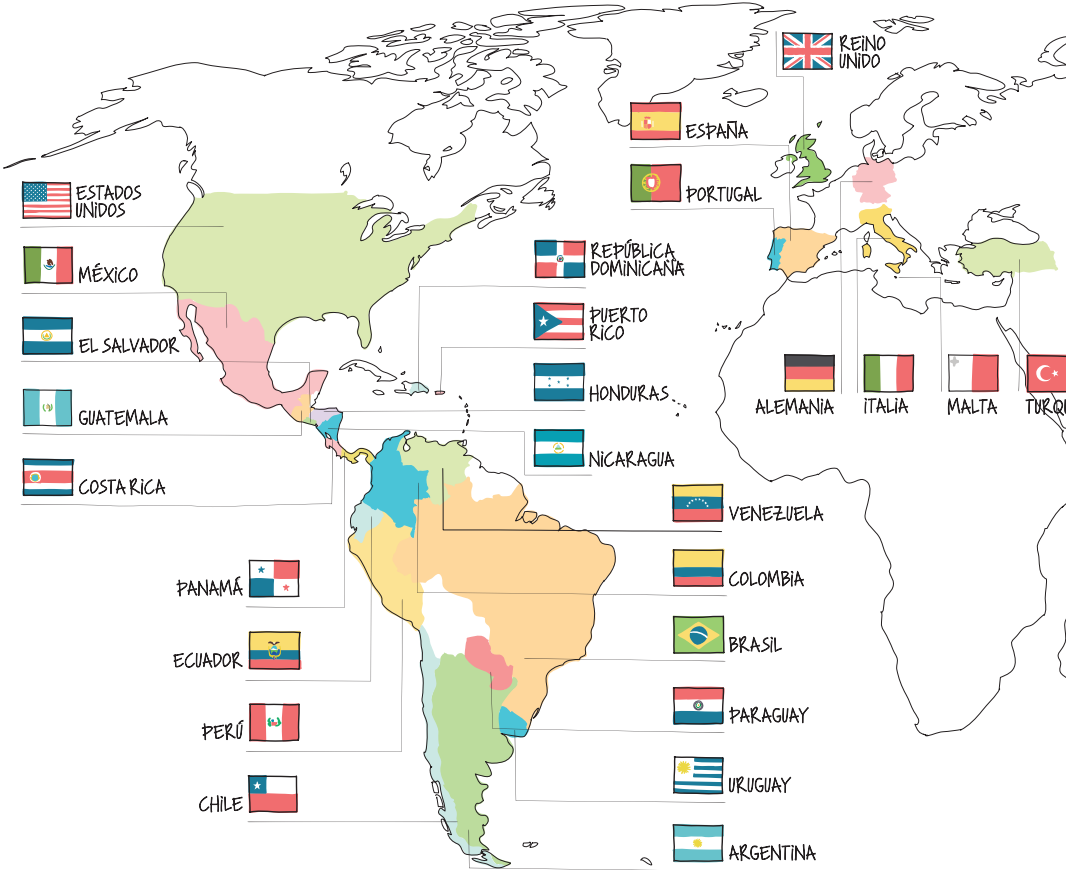 REINO
UNIDO
ESPAÑA
PORTUGAL
ESTADOS
UNIDOS
MÉXICO
EL SALVADOR
GUATEMALA
COSTA RICA
REPÚBLICA
DOMINICANA
PUERTO
RICO
HONDURAS
NICARAGUA
ALEMANIA
ITALIA
MALTA
TURQU
VENEZUELA
COLOMBIA
BRASIL
PARAGUAY
URUGUAY
ARGENTINA
PANAMÁ
ECUADOR
PERÚ
CHILE